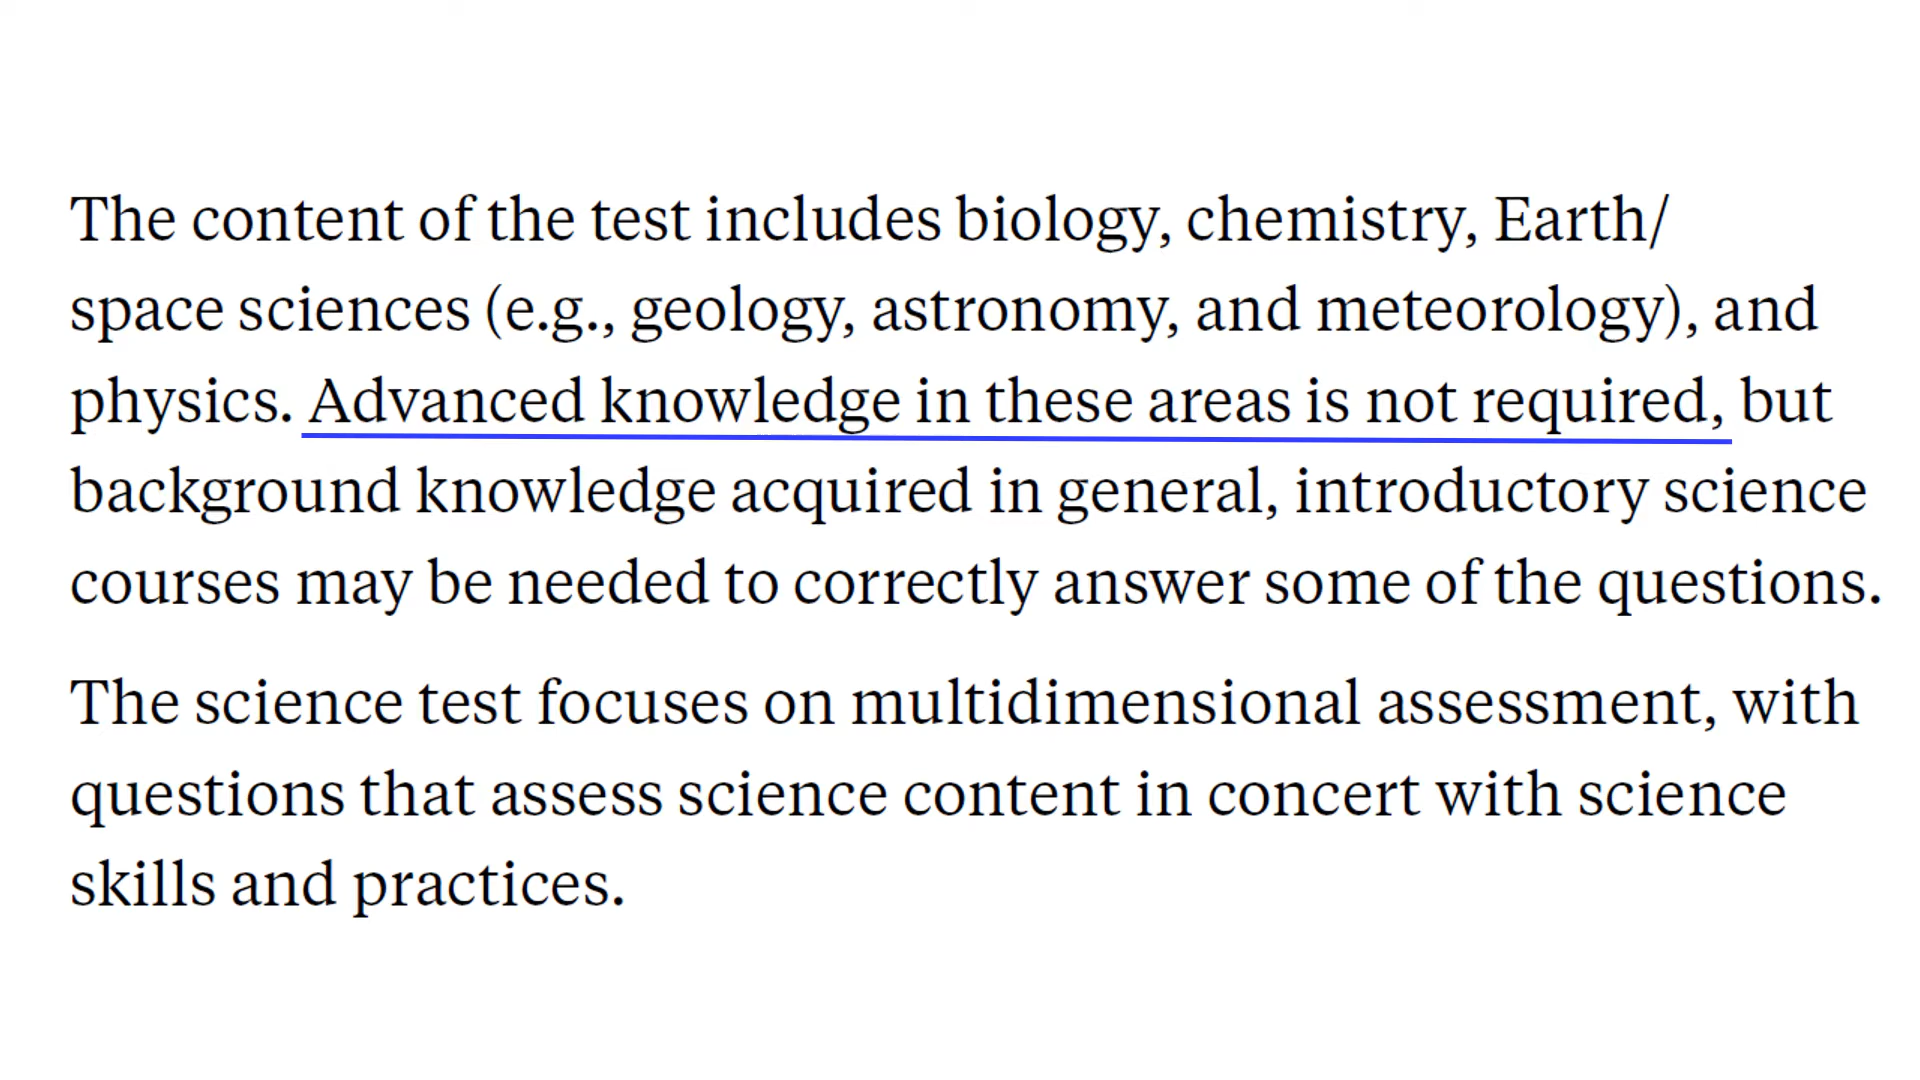 The content of the test includes biology, chemistry, Earth/
space sciences (e.g., geology, astronomy, and meteorology), and
physics. Advanced knowledge in these areas is not required, but
background knowledge acquired in general, introductory science
courses may be needed to correctly answer some of the questions.
The science test focuses on multidimensional assessment, with
questions that assess science content in concert with science
skills and practices.